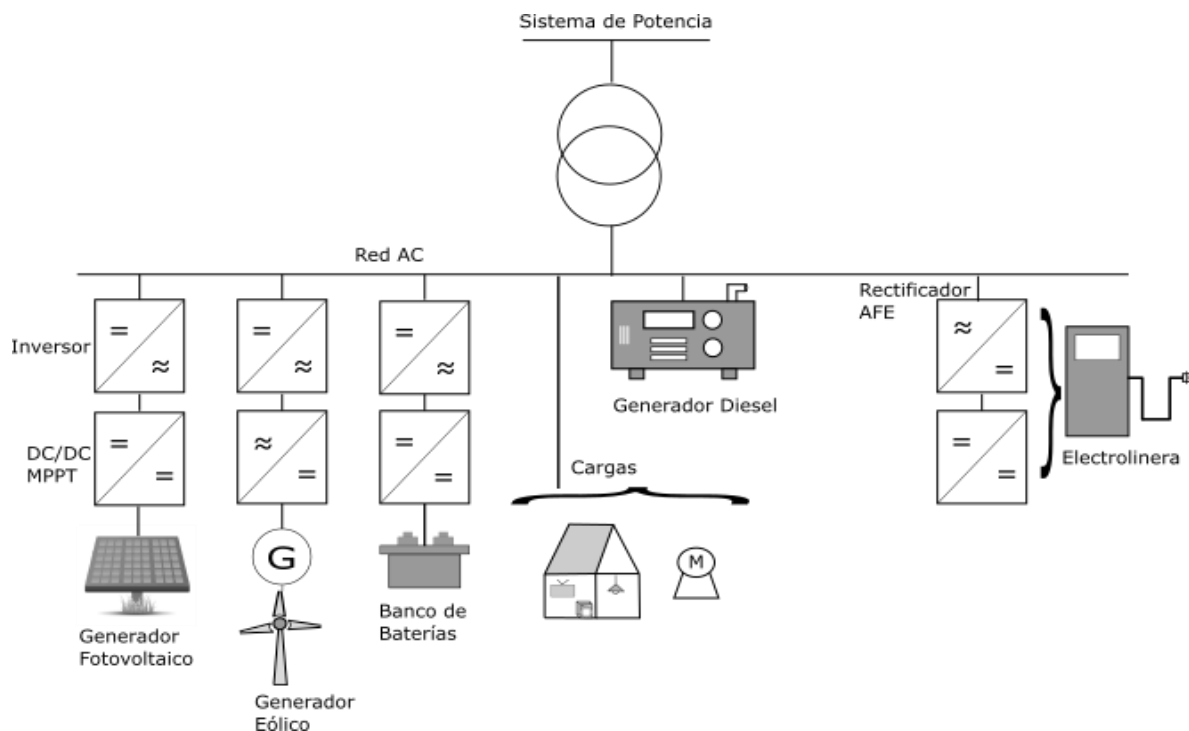 Sistema de Potencia
Red AC
Rectificador
AFE
Inversor
Generador Diesel
DC/DC
MPPT
Cargas
Electrolinera
G
M
Banco de
Baterías
Generador
Fotovoltaico
Generador
Eólico